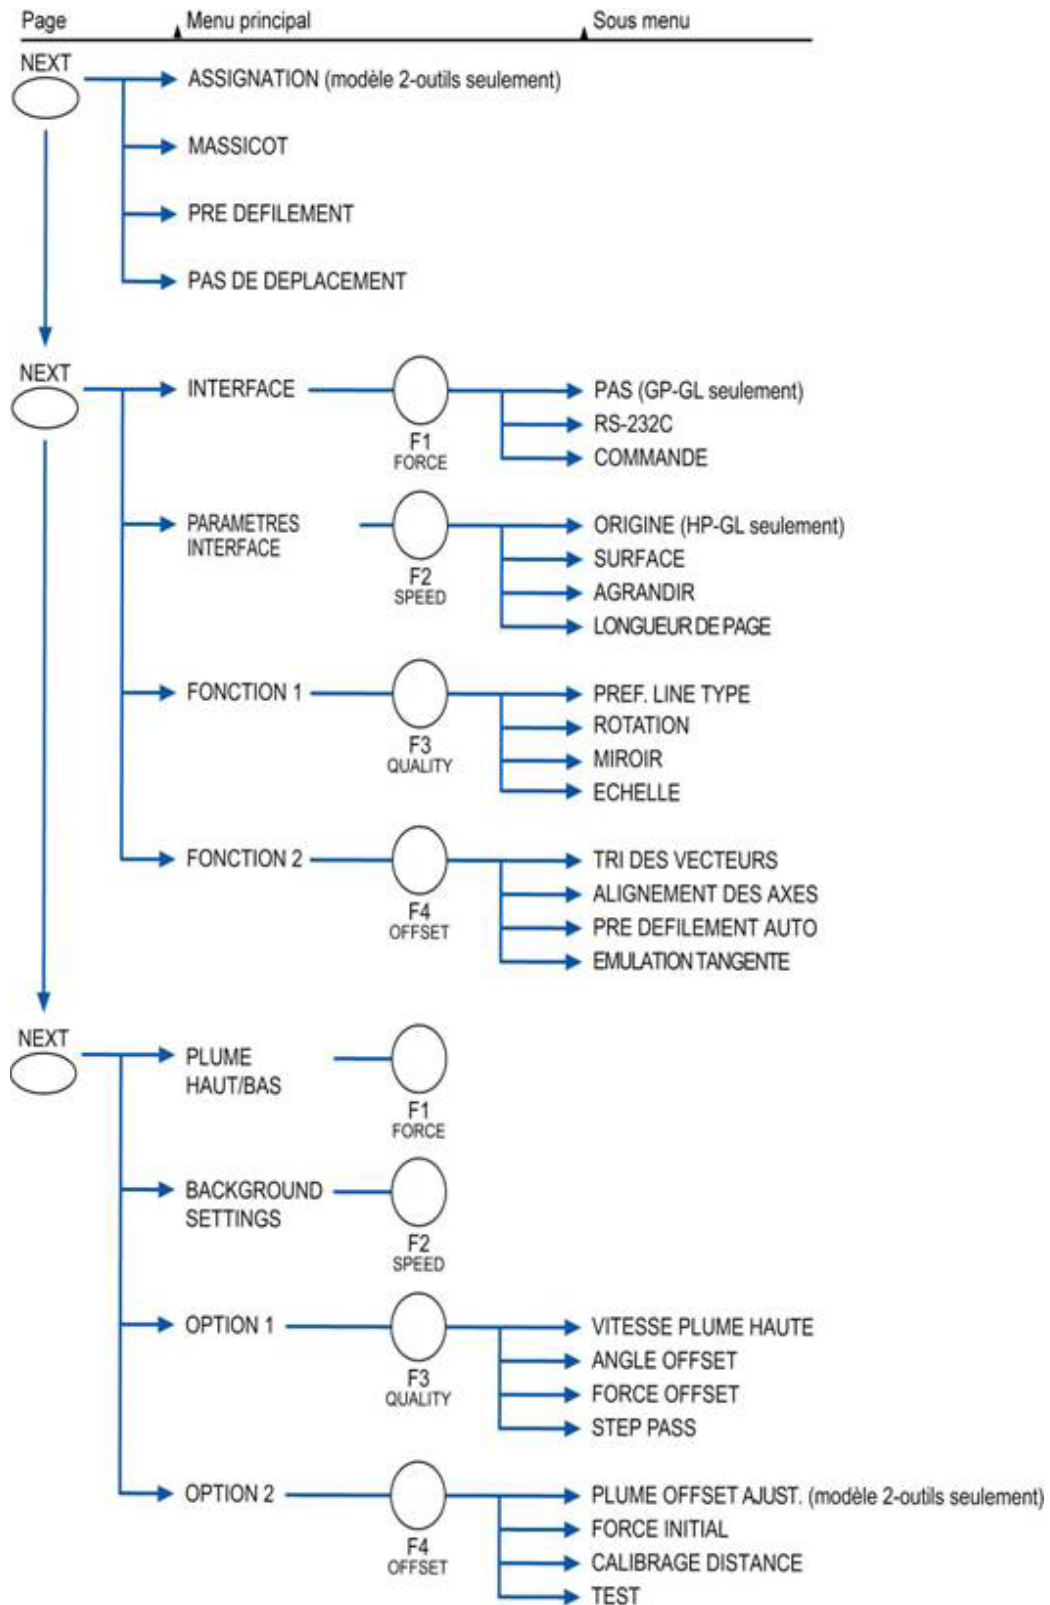 Page Menu principal Sous menu
NEXT
ASSIGNATION (modèle 2-outils seulement)
MASSICOT
PRE DEFILEMENT
PAS DE DEPLACEMENT
NEXT
INTERFACE
F1
FORCE
PAS (GP-GL seulement)
RS-232C
COMMANDE
PARAMETRES
INTERFACE
F2
SPEED
ORIGINE (HP-GL seulement)
SURFACE
AGRANDIR
LONGUEUR DE PAGE
FONCTION 1
F3
QUALITY
PREF. LINE TYPE
ROTATION
MIROIR
ECHELLE
FONCTION 2
F4
OFFSET
TRI DES VECTEURS
ALIGNEMENT DES AXES
PRE DEFILEMENT AUTO
EMULATION TANGENTE
NEXT
PLUME
HAUT/BAS
F1
FORCE
BACKGROUND
SETTINGS
F2
SPEED
OPTION 1
F3
QUALITY
VITESSE PLUME HAUTE
ANGLE OFFSET
FORCE OFFSET
STEP PASS
OPTION 2
F4
OFFSET
PLUME OFFSET AJUST. (modèle 2-outils seulement)
FORCE INITIAL
CALIBRAGE DISTANCE
TEST